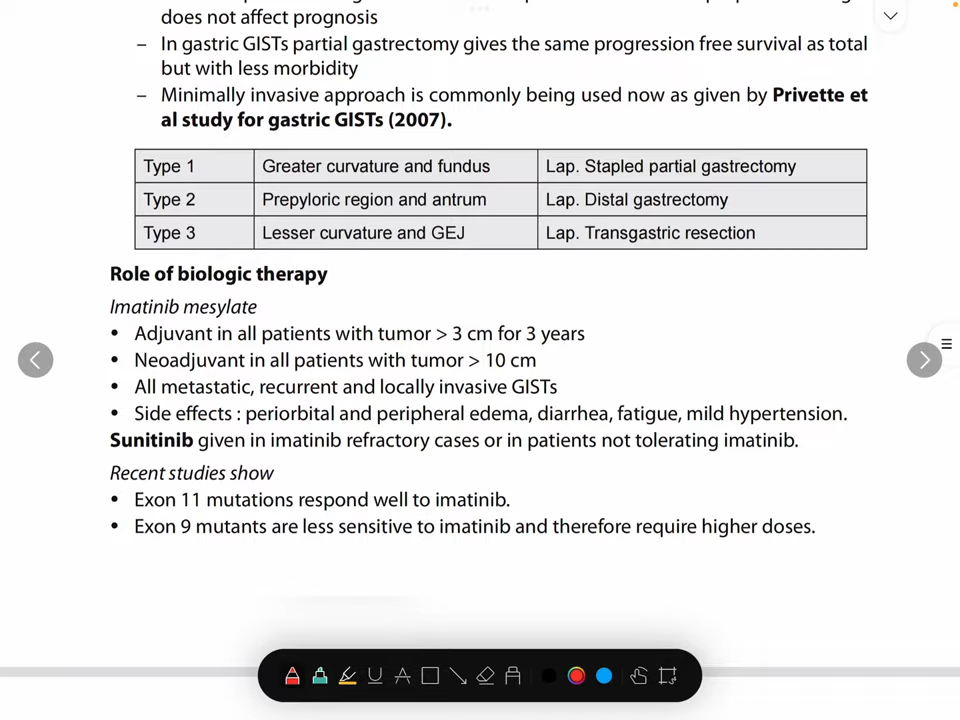 does not affect prognosis
– In gastric GISTs partial gastrectomy gives the same progression free survival as total
but with less morbidity
– Minimally invasive approach is commonly being used now as given by Privette et
al study for gastric GISTs (2007).
Type 1 Greater curvature and fundus Lap. Stapled partial gastrectomy
Type 2 Prepyloric region and antrum Lap. Distal gastrectomy
Type 3 Lesser curvature and GEJ Lap. Transgastric resection
Role of biologic therapy
Imatinib mesylate
• Adjuvant in all patients with tumor > 3 cm for 3 years
• Neoadjuvant in all patients with tumor > 10 cm
• All metastatic, recurrent and locally invasive GISTs
• Side effects : periorbital and peripheral edema, diarrhea, fatigue, mild hypertension.
Sunitinib given in imatinib refractory cases or in patients not tolerating imatinib.
Recent studies show
• Exon 11 mutations respond well to imatinib.
• Exon 9 mutants are less sensitive to imatinib and therefore require higher doses.